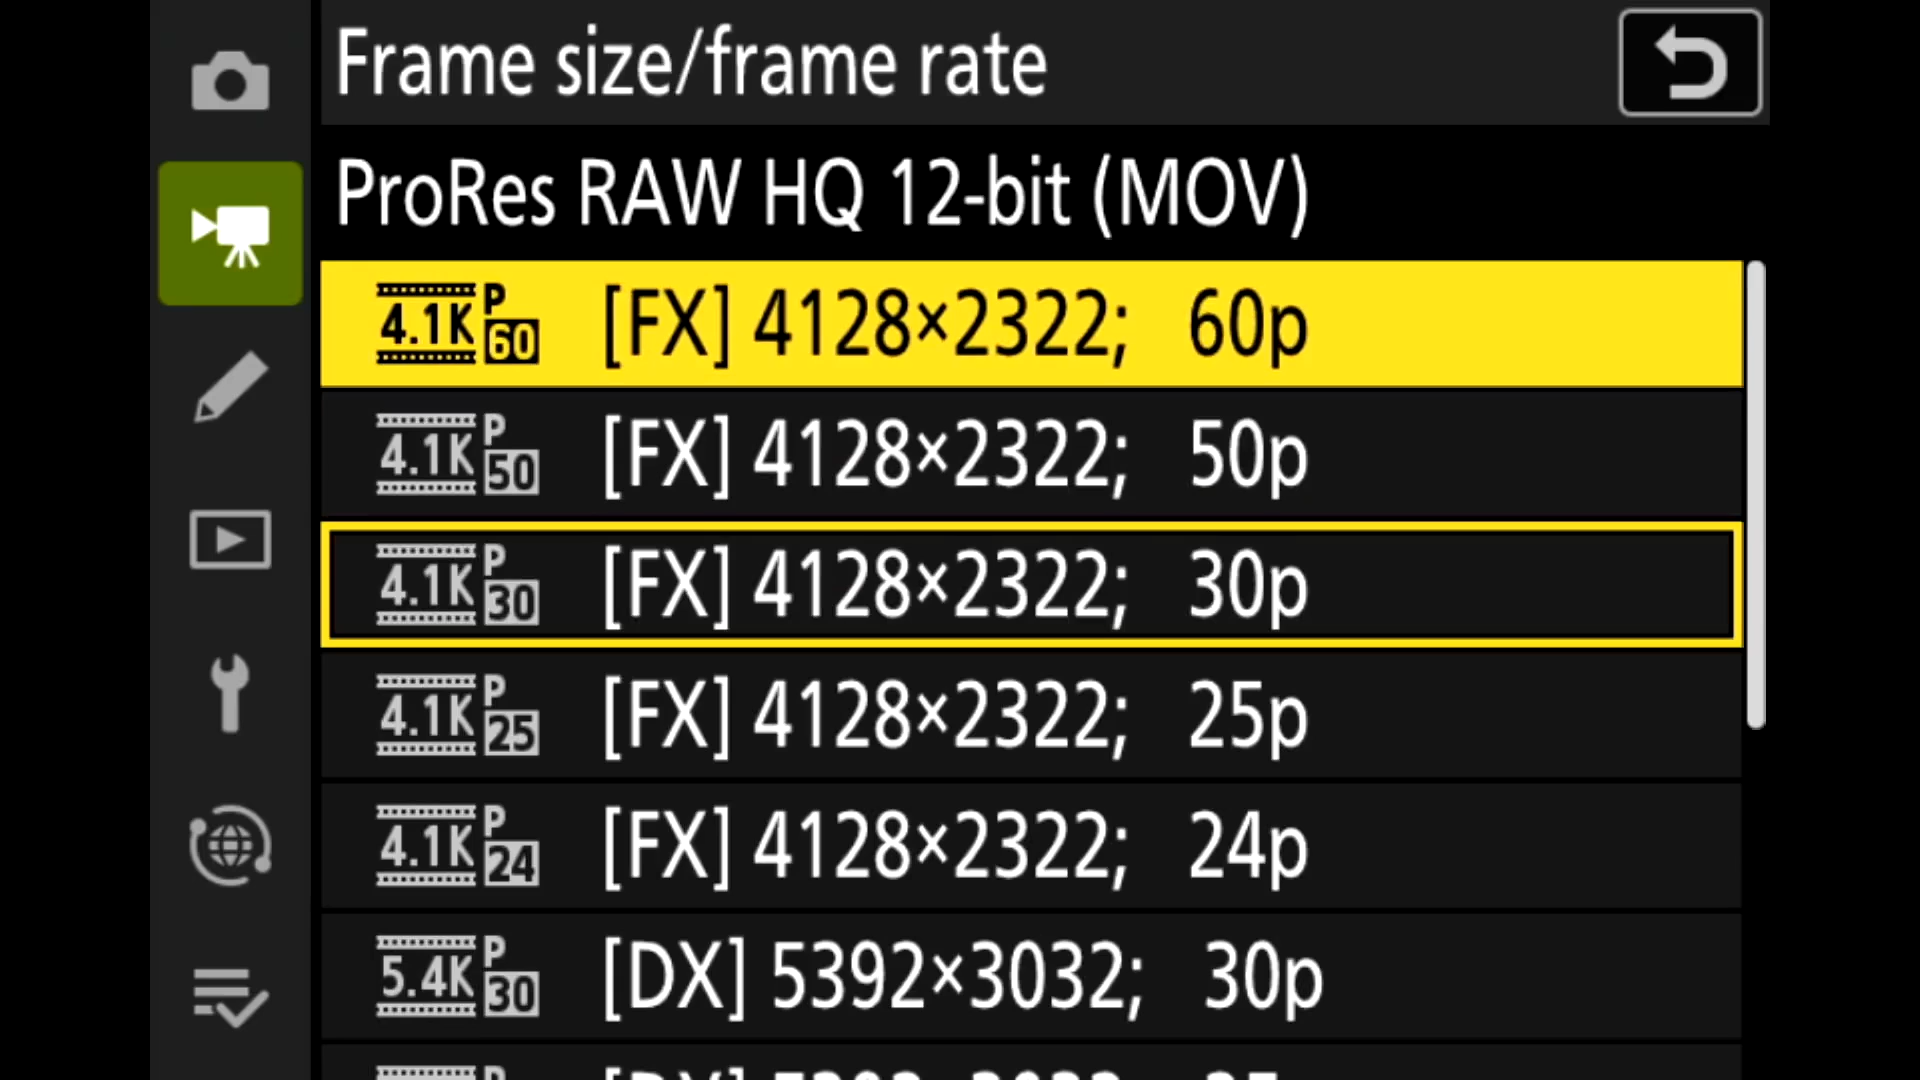 Frame size/frame rate
ProRes RAW HQ 12-bit (MOV)
4.1K P 60 [FX] 4128×2322; 60p
4.1K P 50 [FX] 4128×2322; 50p
4.1K P 30 [FX] 4128×2322; 30p
4.1K P 25 [FX] 4128×2322; 25p
4.1K P 24 [FX] 4128×2322; 24p
5.4K P 30 [DX] 5392×3032; 30p